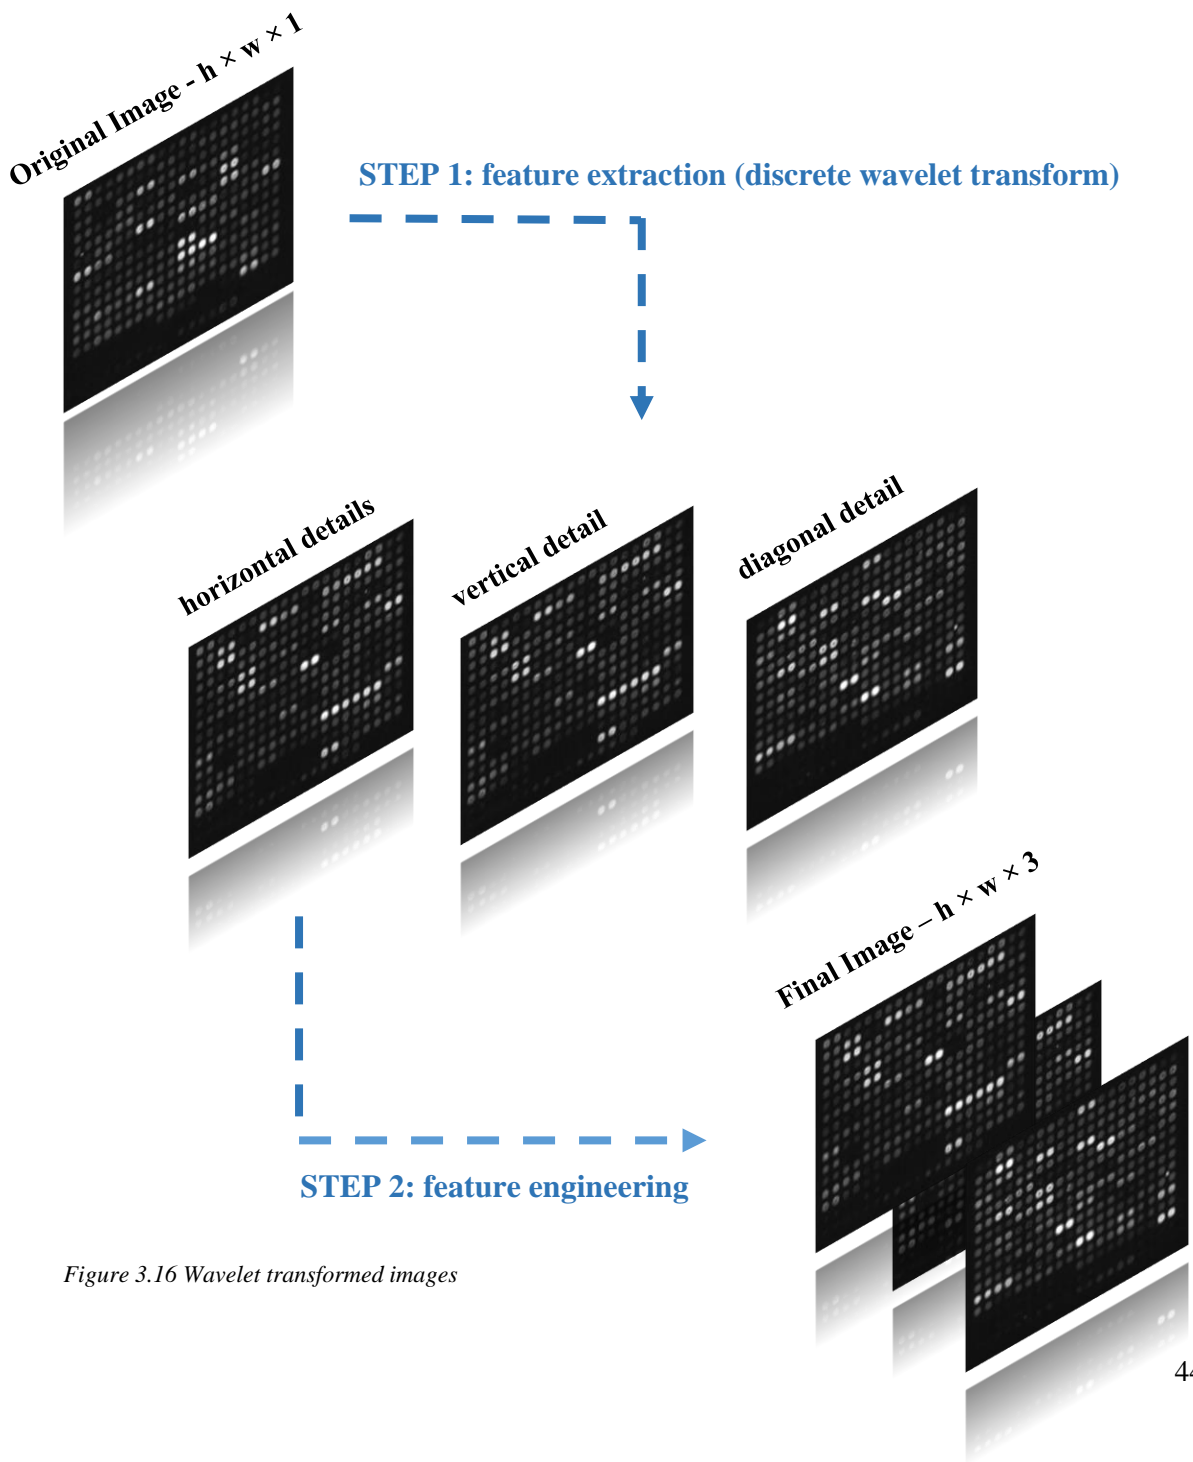 Original Image - h × w × 1
STEP 1: feature extraction (discrete wavelet transform)
horizontal details
vertical detail
diagonal detail
Final Image – h × w × 3
STEP 2: feature engineering
Figure 3.16 Wavelet transformed images
44